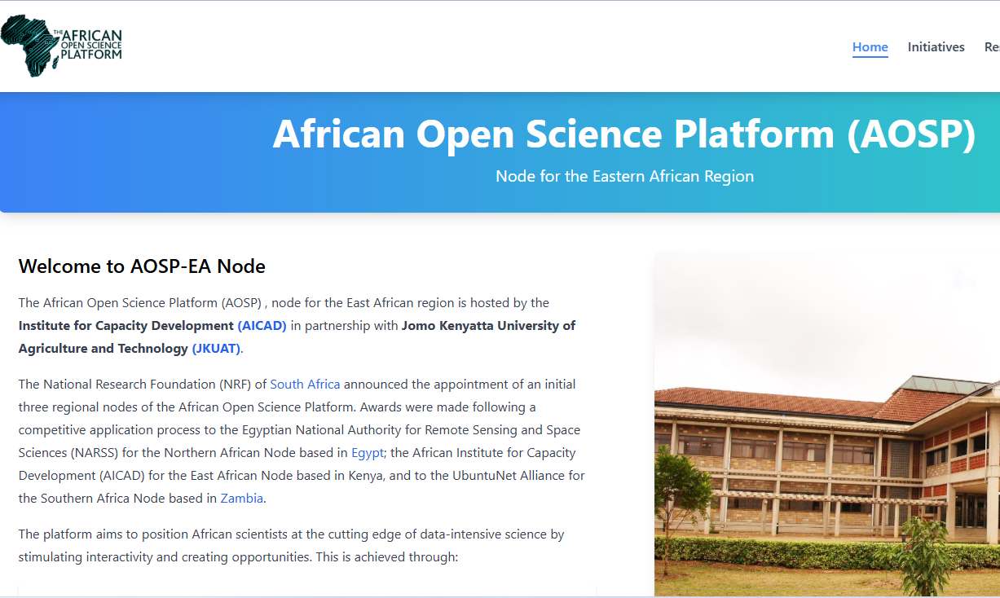 THE AFRICAN
OPEN SCIENCE
PLATFORM
Home Initiatives
African Open Science Platform (AOSP)
Node for the Eastern African Region
Welcome to AOSP-EA Node
The African Open Science Platform (AOSP) , node for the East African region is hosted by the
Institute for Capacity Development (AICAD) in partnership with Jomo Kenyatta University of
Agriculture and Technology (JKUAT).
The National Research Foundation (NRF) of South Africa announced the appointment of an initial
three regional nodes of the African Open Science Platform. Awards were made following a
competitive application process to the Egyptian National Authority for Remote Sensing and Space
Sciences (NARSS) for the Northern African Node based in Egypt; the African Institute for Capacity
Development (AICAD) for the East African Node based in Kenya, and to the UbuntuNet Alliance for
the Southern Africa Node based in Zambia.
The platform aims to position African scientists at the cutting edge of data-intensive science by
stimulating interactivity and creating opportunities. This is achieved through: